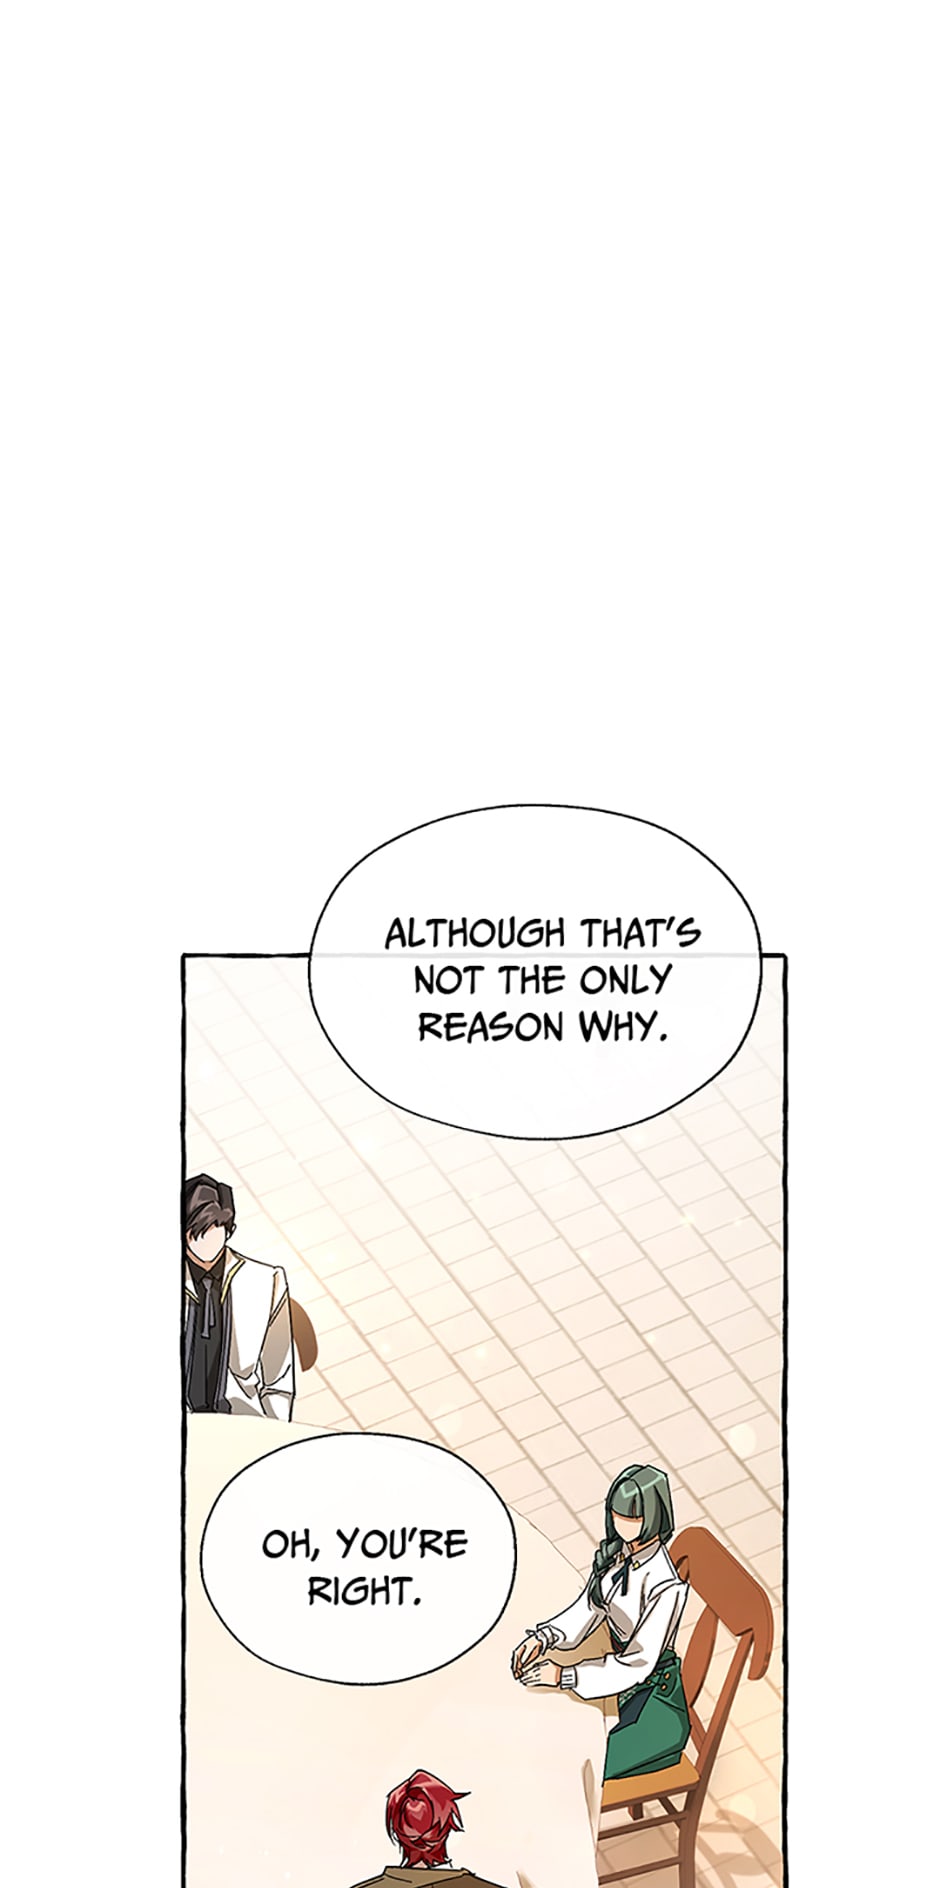 ALTHOUGH THAT'S
NOT THE ONLY
REASON WHY.
OH, YOU'RE
RIGHT.